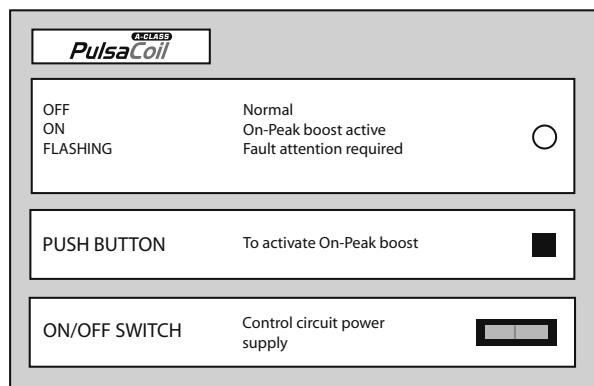 A-CLASS
PulsaCoil
OFF Normal
ON On-Peak boost active
FLASHING Fault attention required
PUSH BUTTON To activate On-Peak boost
ON/OFF SWITCH Control circuit power
supply